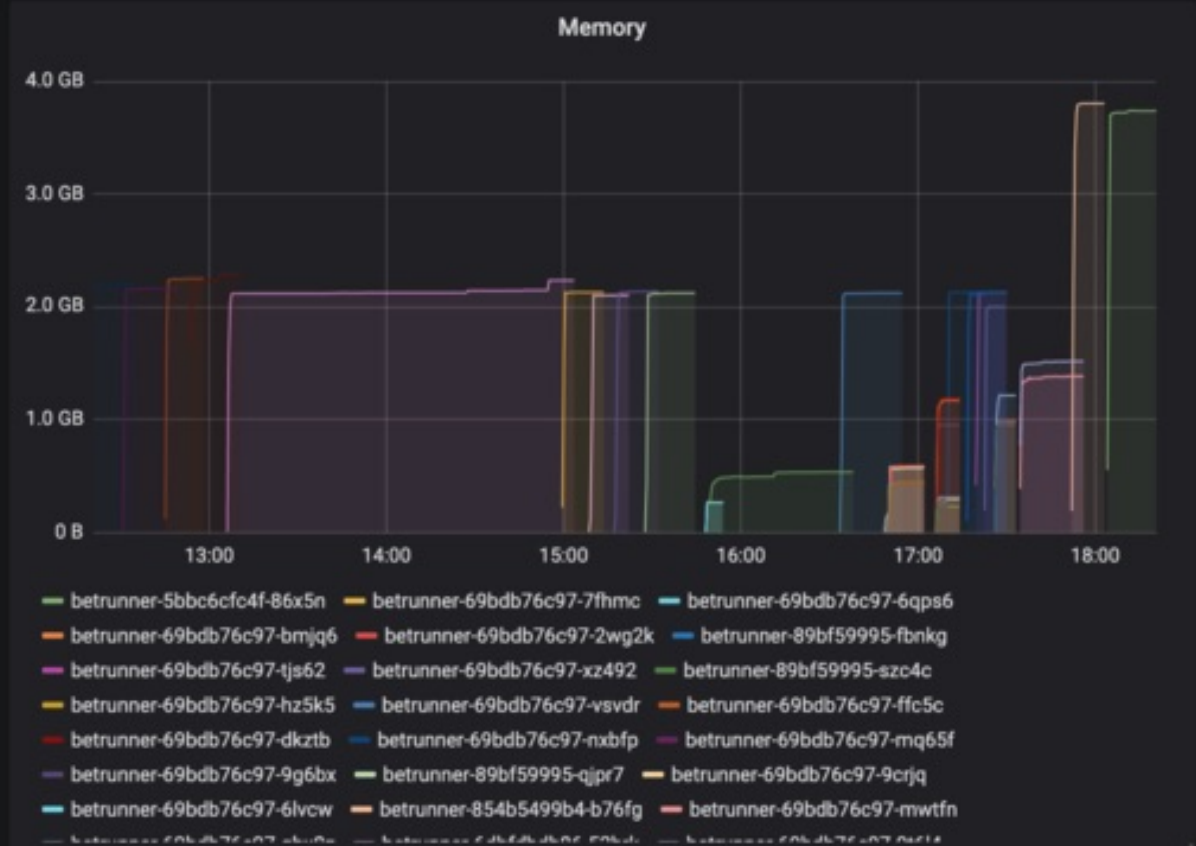 Memory
4.0 GB
3.0 GB
2.0 GB
1.0 GB
0 B
13:00 14:00 15:00 16:00 17:00 18:00
betrunner-5bbc6cfc4f-86x5n betrunner-69bdb76c97-7fhmc betrunner-69bdb76c97-6qps6
betrunner-69bdb76c97-bmjq6 betrunner-69bdb76c97-2wg2k betrunner-89bf59995-fbnkg
betrunner-69bdb76c97-tjs62 betrunner-69bdb76c97-xz492 betrunner-89bf59995-szc4c
betrunner-69bdb76c97-hz5k5 betrunner-69bdb76c97-vsvdr betrunner-69bdb76c97-ffc5c
betrunner-69bdb76c97-dkztb betrunner-69bdb76c97-nxbfp betrunner-69bdb76c97-mq65f
betrunner-69bdb76c97-9g6bx betrunner-89bf59995-qjpr7 betrunner-69bdb76c97-9crjq
betrunner-69bdb76c97-6lvcw betrunner-854b5499b4-b76fg betrunner-69bdb76c97-mwtfn